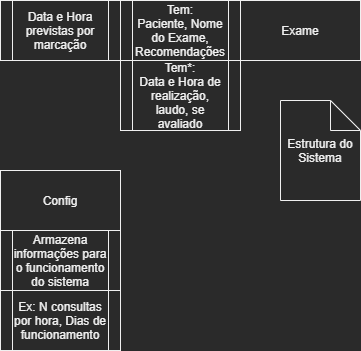 Data e Hora
previstas por
marcação
Tem:
Paciente, Nome
do Exame,
Recomendações
Exame
Tem*:
Data e Hora de
realização,
laudo, se
avaliado
Estrutura do
Sistema
Config
Armazena
informações para
o funcionamento
do sistema
Ex: N consultas
por hora, Dias de
funcionamento